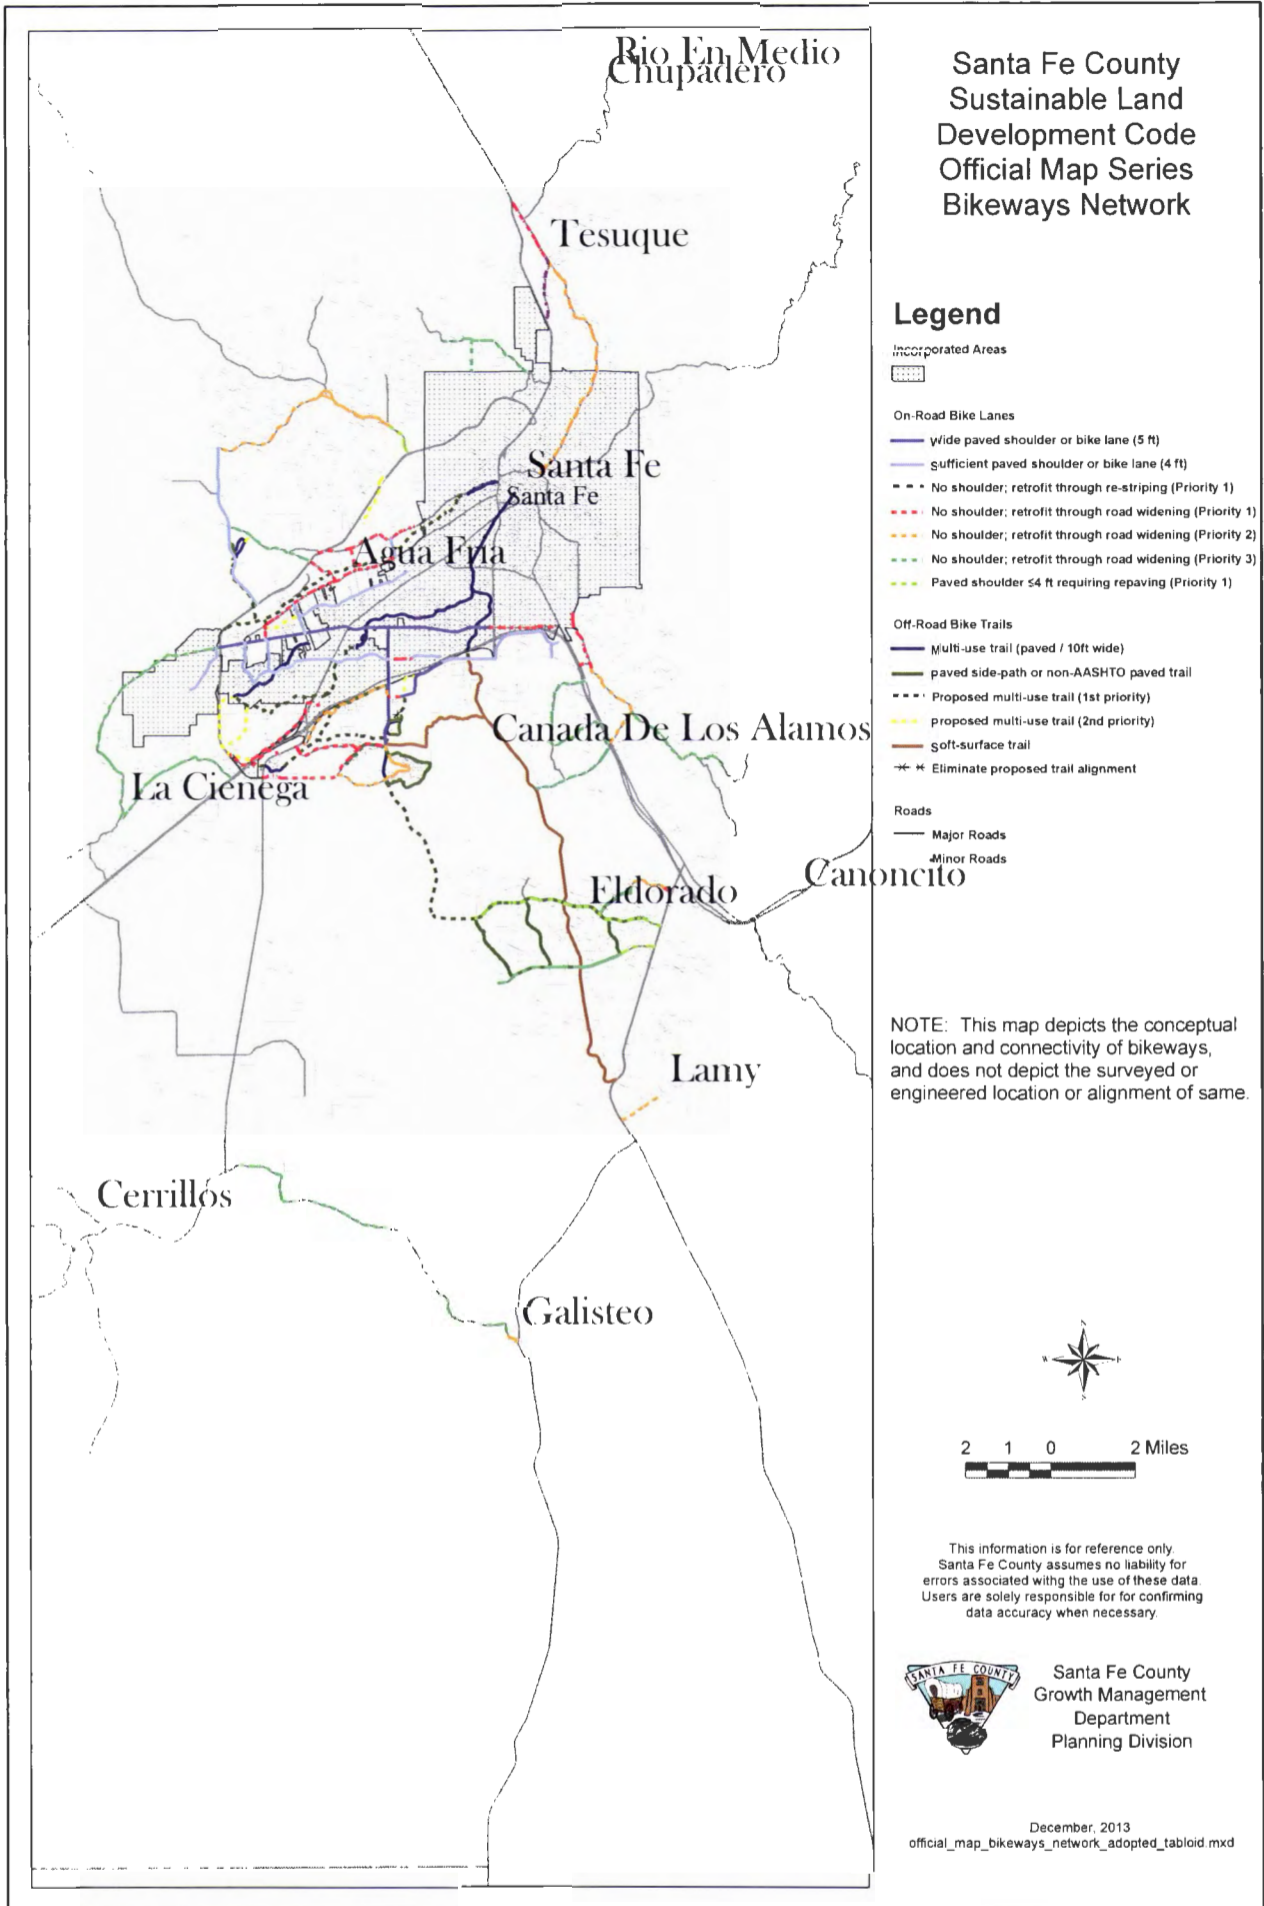 Rio En Medio
Chupadero
Tesuque
Santa Fe
Santa Fe
Agua Fria
Canada De Los Alamos
La Cienega
Eldorado
Canoncito
Lamy
Cerrillos
Galisteo
Santa Fe County
Sustainable Land
Development Code
Official Map Series
Bikeways Network
Legend
Incorporated Areas
On-Road Bike Lanes
Wide paved shoulder or bike lane (5 ft)
Sufficient paved shoulder or bike lane (4 ft)
No shoulder; retrofit through re-striping (Priority 1)
No shoulder; retrofit through road widening (Priority 1)
No shoulder; retrofit through road widening (Priority 2)
No shoulder; retrofit through road widening (Priority 3)
Paved shoulder ≤4 ft requiring repaving (Priority 1)
Off-Road Bike Trails
Multi-use trail (paved / 10ft wide)
paved side-path or non-AASHTO paved trail
Proposed multi-use trail (1st priority)
proposed multi-use trail (2nd priority)
soft-surface trail
Eliminate proposed trail alignment
Roads
Major Roads
Minor Roads
NOTE: This map depicts the conceptual
location and connectivity of bikeways,
and does not depict the surveyed or
engineered location or alignment of same.
N
W E
S
2 1 0 2 Miles
This information is for reference only.
Santa Fe County assumes no liability for
errors associated withg the use of these data.
Users are solely responsible for for confirming
data accuracy when necessary.
SANTA FE COUNTY
Santa Fe County
Growth Management
Department
Planning Division
December, 2013
official_map_bikeways_network_adopted_tabloid.mxd